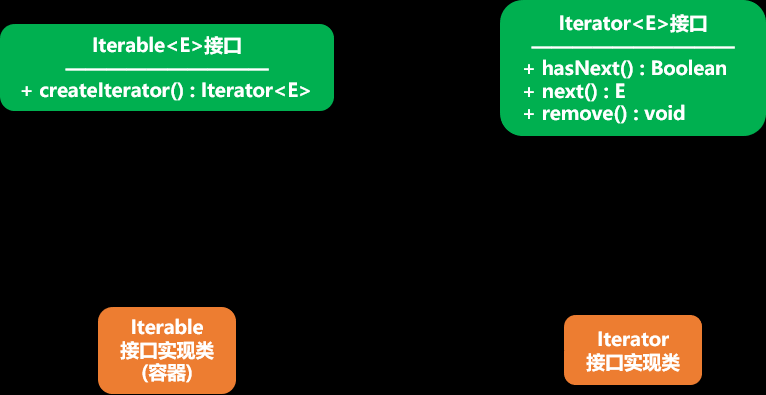 Iterable<E>接口
+ createIterator() : Iterator<E>
Iterator<E>接口
+ hasNext() : Boolean
+ next() : E
+ remove() : void
Iterable
接口实现类
(容器)
Iterator
接口实现类